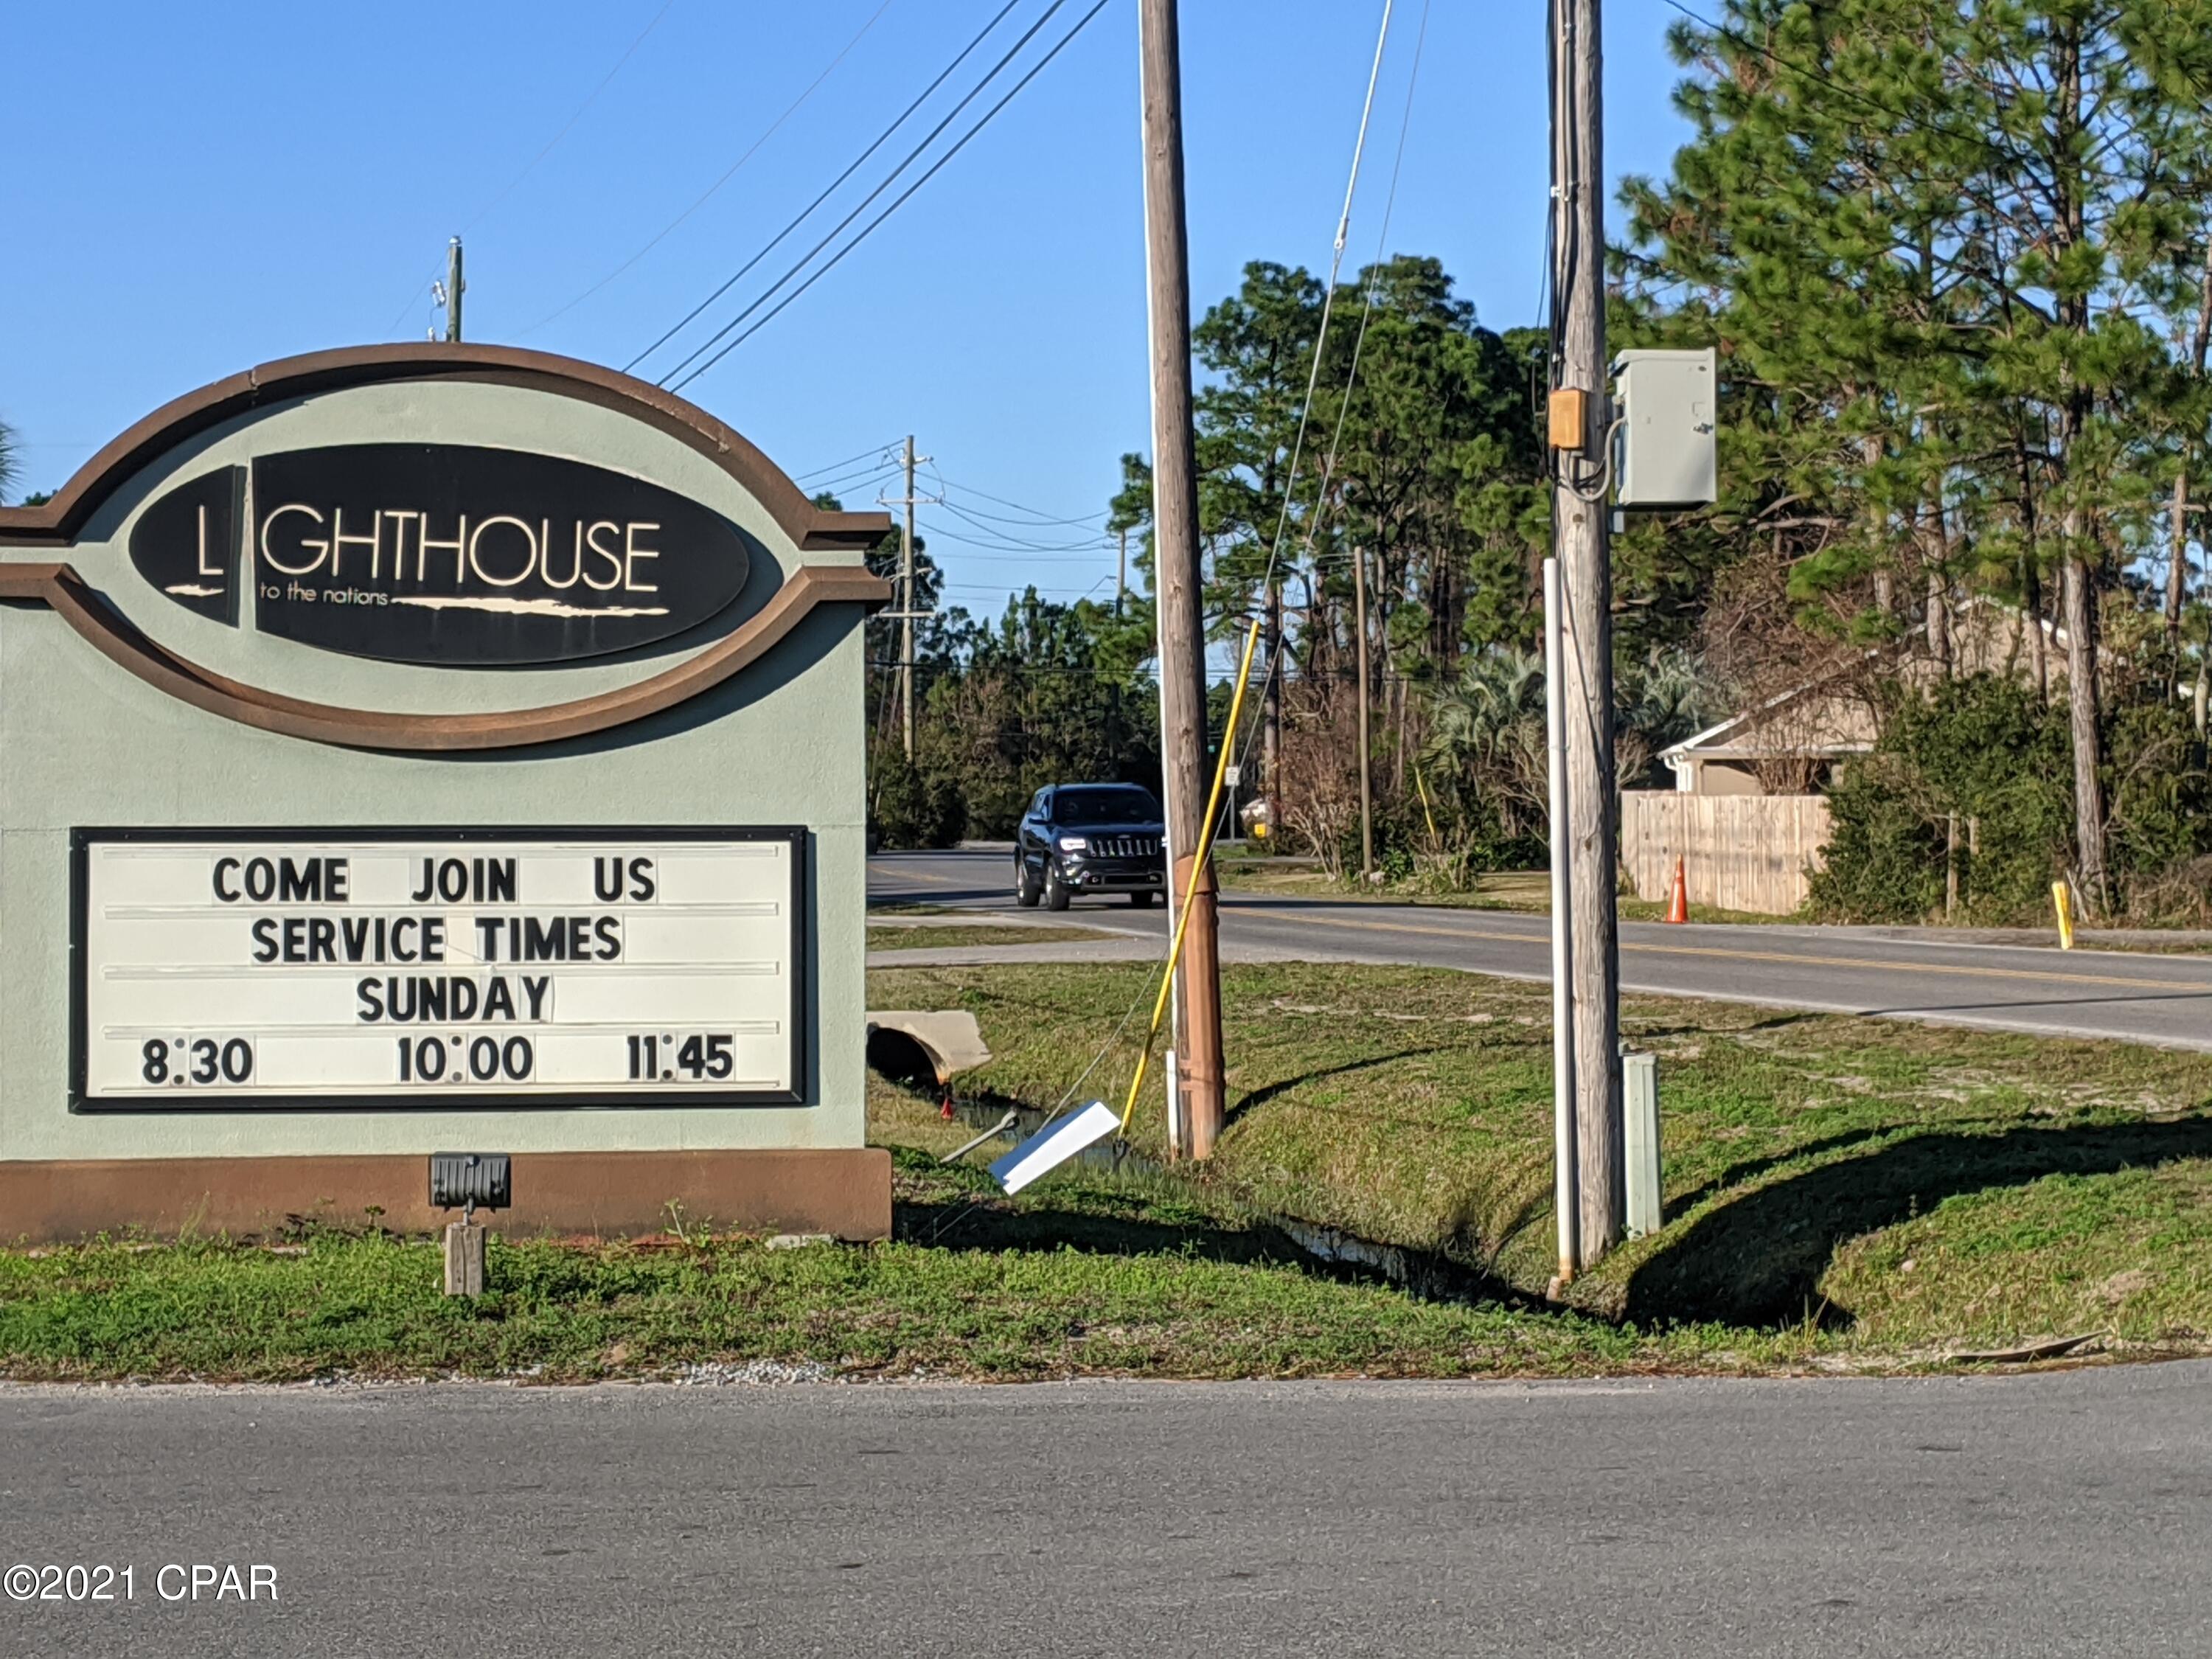 LIGHTHOUSE
to the nations
COME JOIN US
SERVICE TIMES
SUNDAY
8:30 10:00 11:45
©2021 CPAR